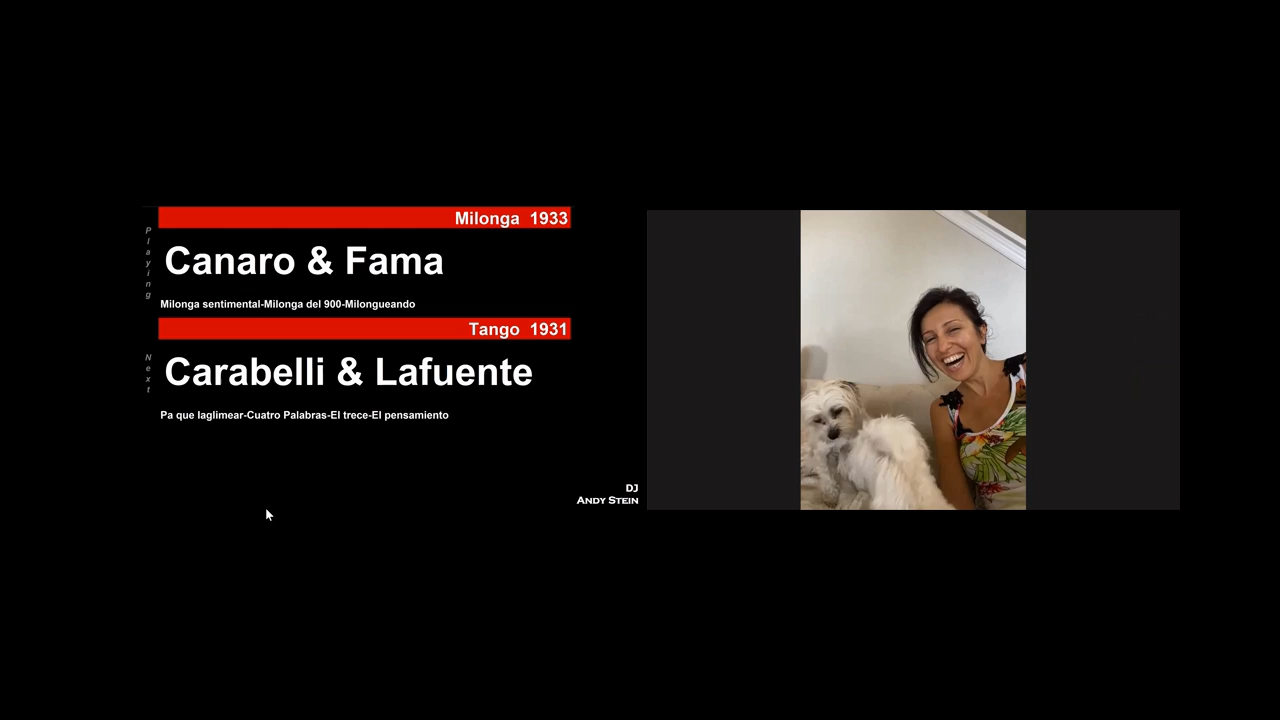 Playing
Milonga 1933
Canaro & Fama
Milonga sentimental-Milonga del 900-Milongueando
Next
Tango 1931
Carabelli & Lafuente
Pa que laglimear-Cuatro Palabras-El trece-El pensamiento
DJ
ANDY STEIN